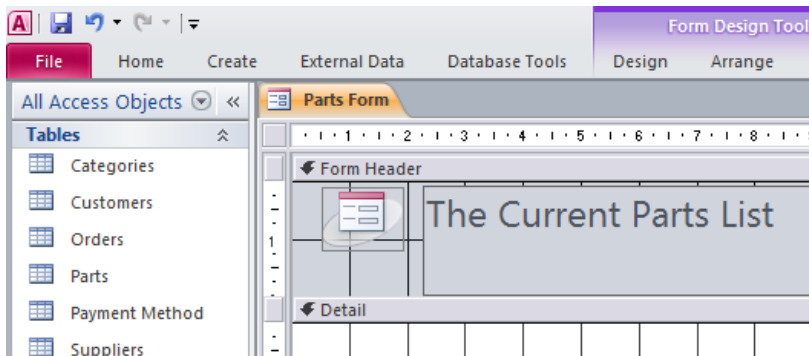 A
Form Design Tool
File Home Create External Data Database Tools Design Arrange
All Access Objects «
Parts Form
Tables
1 2 3 4 5 6 7 8
Categories
Form Header
Customers
The Current Parts List
Orders
1
Parts
Payment Method
Detail
Suppliers